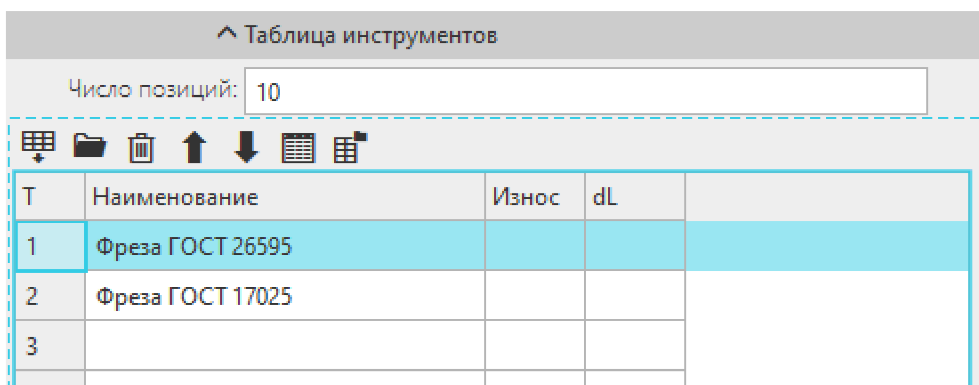 Таблица инструментов
Число позиций: 10
T Наименование Износ dL
1 Фреза ГОСТ 26595
2 Фреза ГОСТ 17025
3